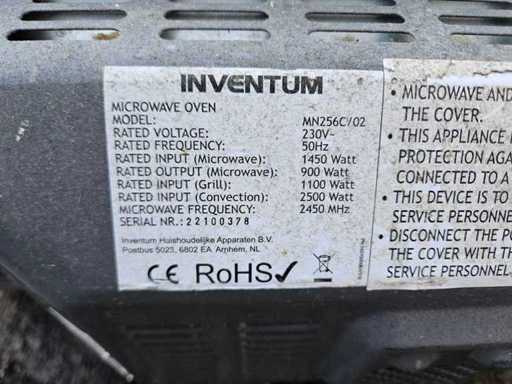 INVENTUM
MICROWAVE OVEN
MODEL: MN256C/02
RATED VOLTAGE: 230V~
RATED FREQUENCY: 50Hz
RATED INPUT (Microwave): 1450 Watt
RATED OUTPUT (Microwave): 900 Watt
RATED INPUT (Grill): 1100 Watt
RATED INPUT (Convection): 2500 Watt
MICROWAVE FREQUENCY: 2450 MHz
SERIAL NR.: 22100378
Inventum Huishoudelijke Apparaten B.V.
Postbus 5023, 6802 EA Arnhem, NL
CE RoHS✓
• MICROWAVE AND
THE COVER.
• THIS APPLIANCE
PROTECTION AGA
CONNECTED TO A
• THIS DEVICE IS TO
SERVICE PERSONNE
• DISCONNECT THE PO
THE COVER WITH TH
SERVICE PERSONNEL